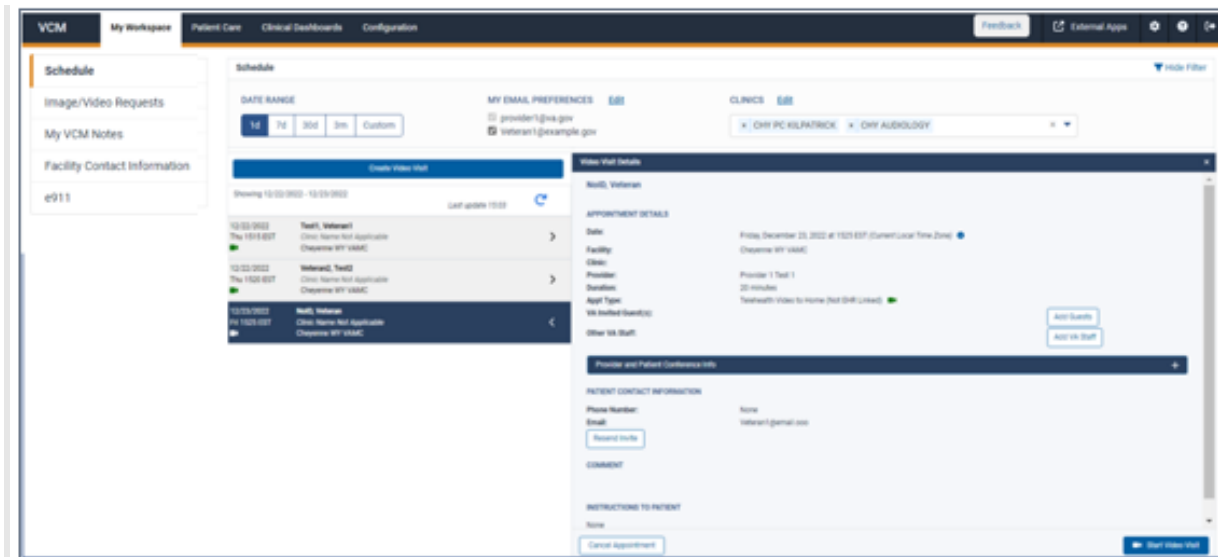 VCM My Workspace Patient Care Clinical Dashboards Configuration Feedback External Apps
Schedule
Image/Video Requests
My VCM Notes
Facility Contact Information
e911
Schedule Hide Filter
DATE RANGE MY EMAIL PREFERENCES Edit CLINICS Edit
1d 7d 30d 3m Custom
provider1@va.gov
Veteran1@example.gov
× CHY PC KILPATRICK × CHY AUDIOLOGY ×
Create Video Visit
Showing 12/22/2022 - 12/23/2022
Last update 1503
12/22/2022 Test1, Veteran1
Thu 1515 EST Clinic Name Not Applicable
Cheyenne WY VAMC
12/22/2022 Veteran2, Test2
Thu 1520 EST Clinic Name Not Applicable
Cheyenne WY VAMC
12/23/2022 NoID, Veteran
Fri 1525 EST Clinic Name Not Applicable
Cheyenne WY VAMC
Video Visit Details ×
NoID, Veteran
APPOINTMENT DETAILS
Date: Friday, December 23, 2022 at 1525 EST (Current Local Time Zone)
Facility: Cheyenne WY VAMC
Clinic:
Provider: Provider 1 Test 1
Duration: 20 minutes
Appt Type: Telehealth Video to Home (Not EHR Linked)
VA Invited Guest(s): Add Guests
Other VA Staff: Add VA Staff
Provider and Patient Conference Info +
PATIENT CONTACT INFORMATION
Phone Number: None
Email: Veteran1@email.ooo
Resend Invite
COMMENT
INSTRUCTIONS TO PATIENT
None
Cancel Appointment Start Video Visit